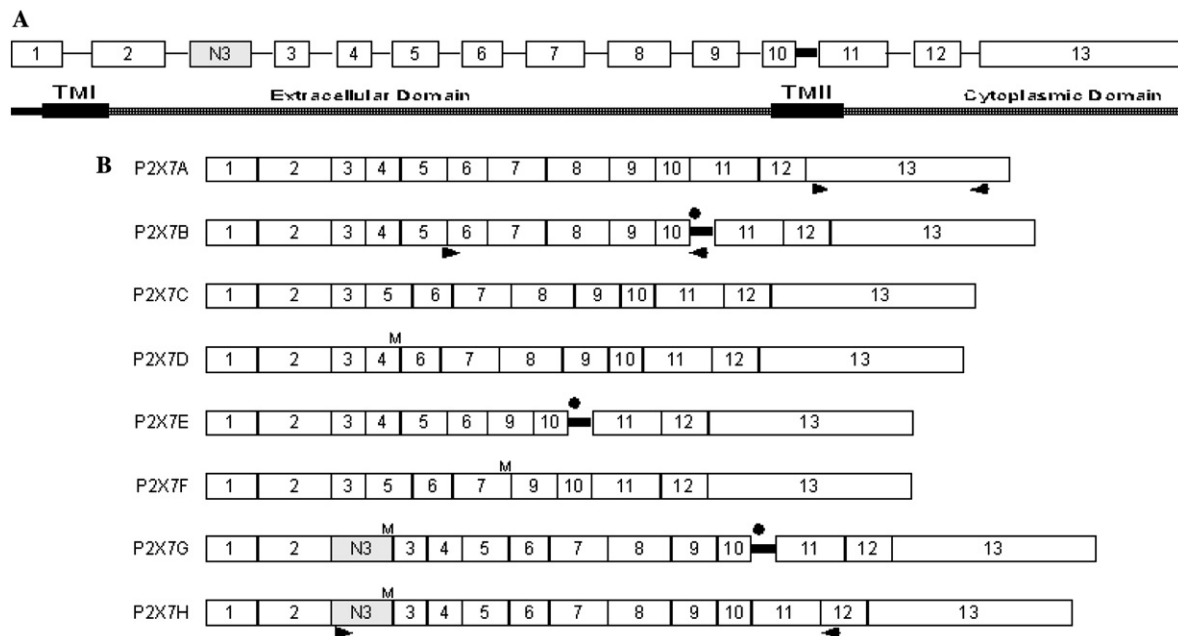 A
1 2 N3 3 4 5 6 7 8 9 10 11 12 13
TMI Extracellular Domain TMII Cytoplasmic Domain
B
P2X7A 1 2 3 4 5 6 7 8 9 10 11 12 13
P2X7B 1 2 3 4 5 6 7 8 9 10 11 12 13
P2X7C 1 2 3 5 6 7 8 9 10 11 12 13
M
P2X7D 1 2 3 4 6 7 8 9 10 11 12 13
P2X7E 1 2 3 4 5 6 9 10 11 12 13
M
P2X7F 1 2 3 5 6 7 9 10 11 12 13
M
P2X7G 1 2 N3 3 4 5 6 7 8 9 10 11 12 13
M
P2X7H 1 2 N3 3 4 5 6 7 8 9 10 11 12 13